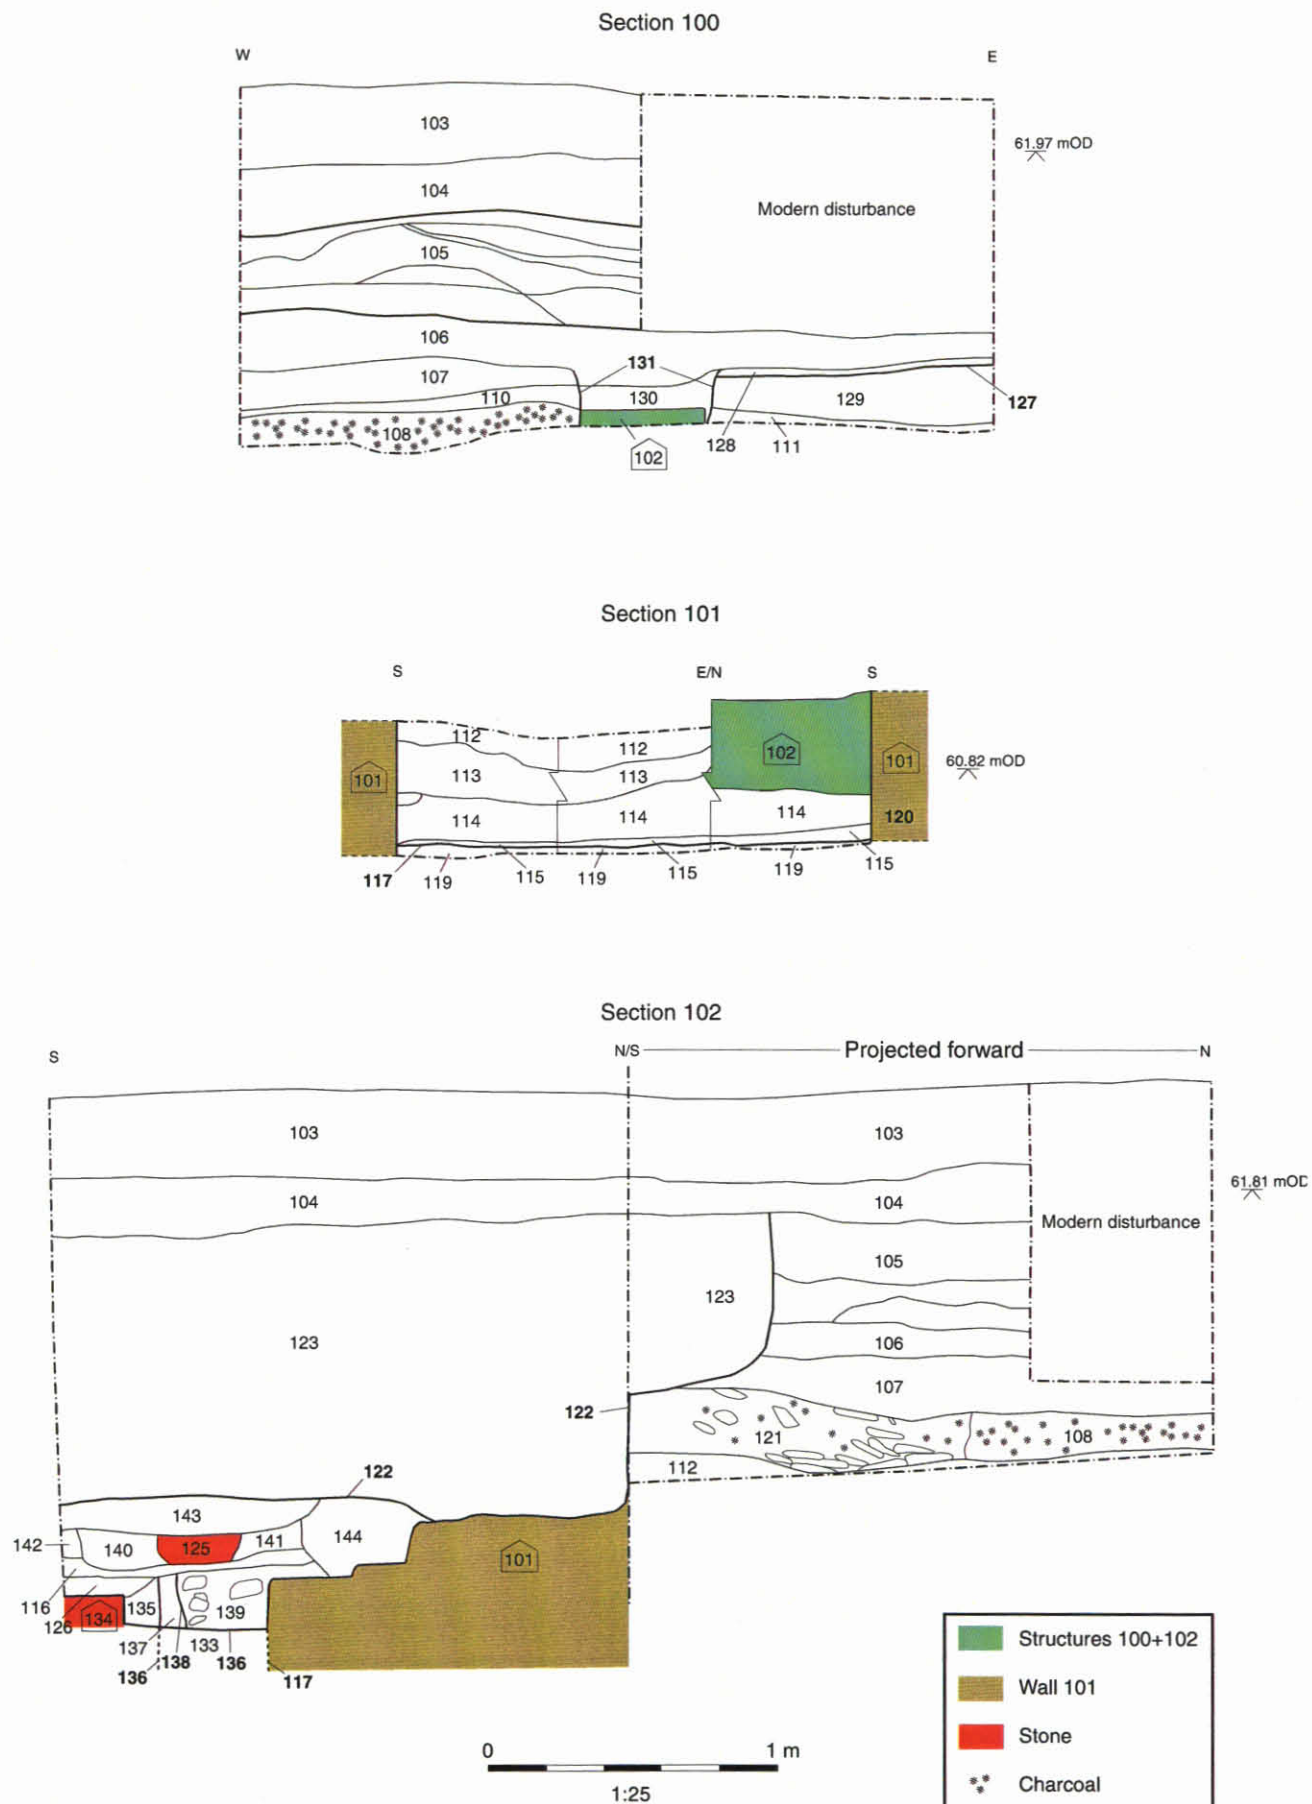 Section 100
W E
103
61.97 mOD
104
Modern disturbance
105
106
131
107
110 130 129
127
108
128 111
102
Section 101
S E/N S
112
112
102
101
101
60.82 mOD
113 113
114 114 114 120
115
117 119 115 119 115 119
Section 102
S N/S Projected forward N
103 103
61.81 mOD
104 104
Modern disturbance
105
123
123
106
107
122
121 108
112
122
143
142 140 125 141 144
101
116 126 134 135 139
137 133
136 138 136
117
Structures 100+102
Wall 101
Stone
Charcoal
0 1 m
1:25